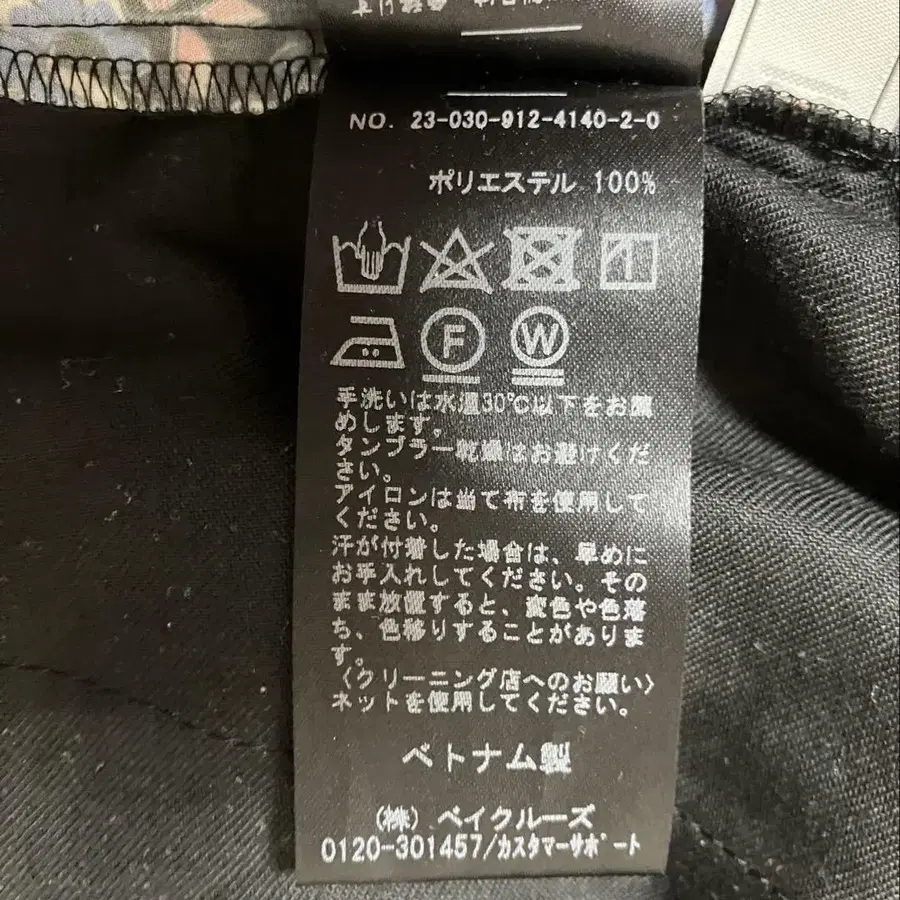 NO. 23-030-912-4140-2-0
ポリエステル 100%
F W
手洗いは水温30℃以下をお願
めします。
タンブラー乾燥はお避けくだ
さい。
アイロンは当て布を使用して
ください。
汗が付着した場合は、早めに
お手入れしてください。その
まま放置すると、変色や色落
ち、色移りすることがありま
す。
〈クリーニング店へのお願い〉
ネットを使用してください。
ベトナム製
(株) ベイクルーズ
0120-301457/カスタマーサポート